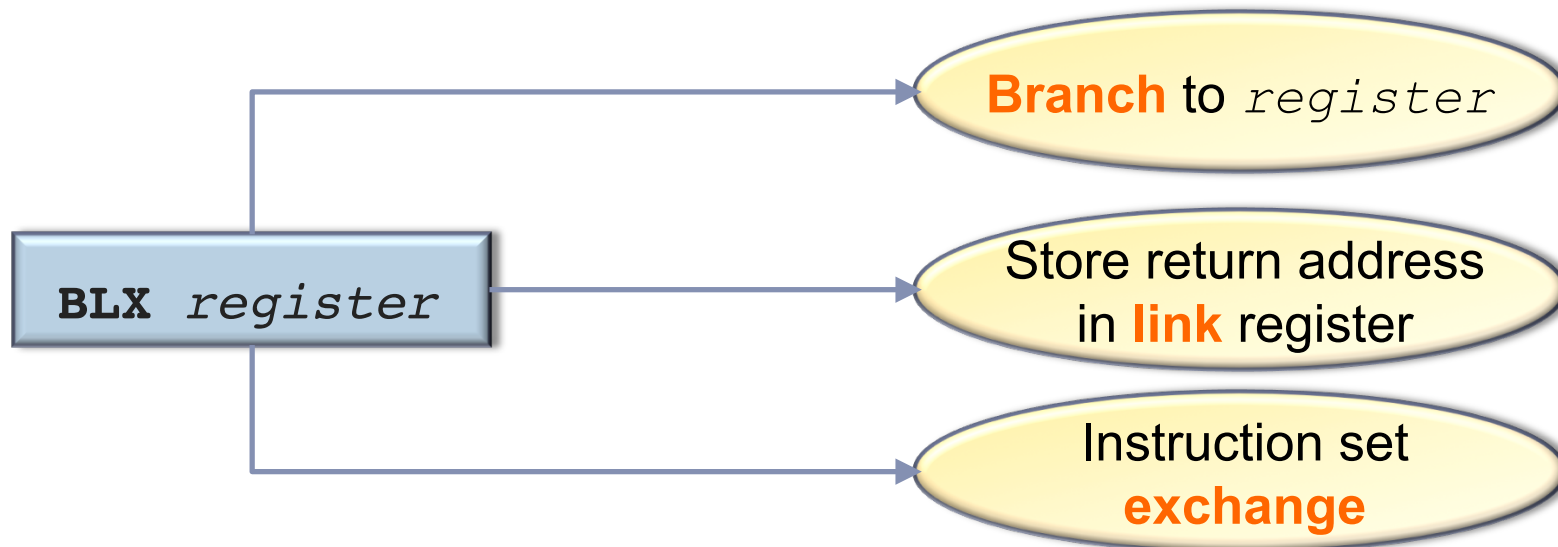 Branch to register
BLX register
Store return address
in link register
Instruction set
exchange